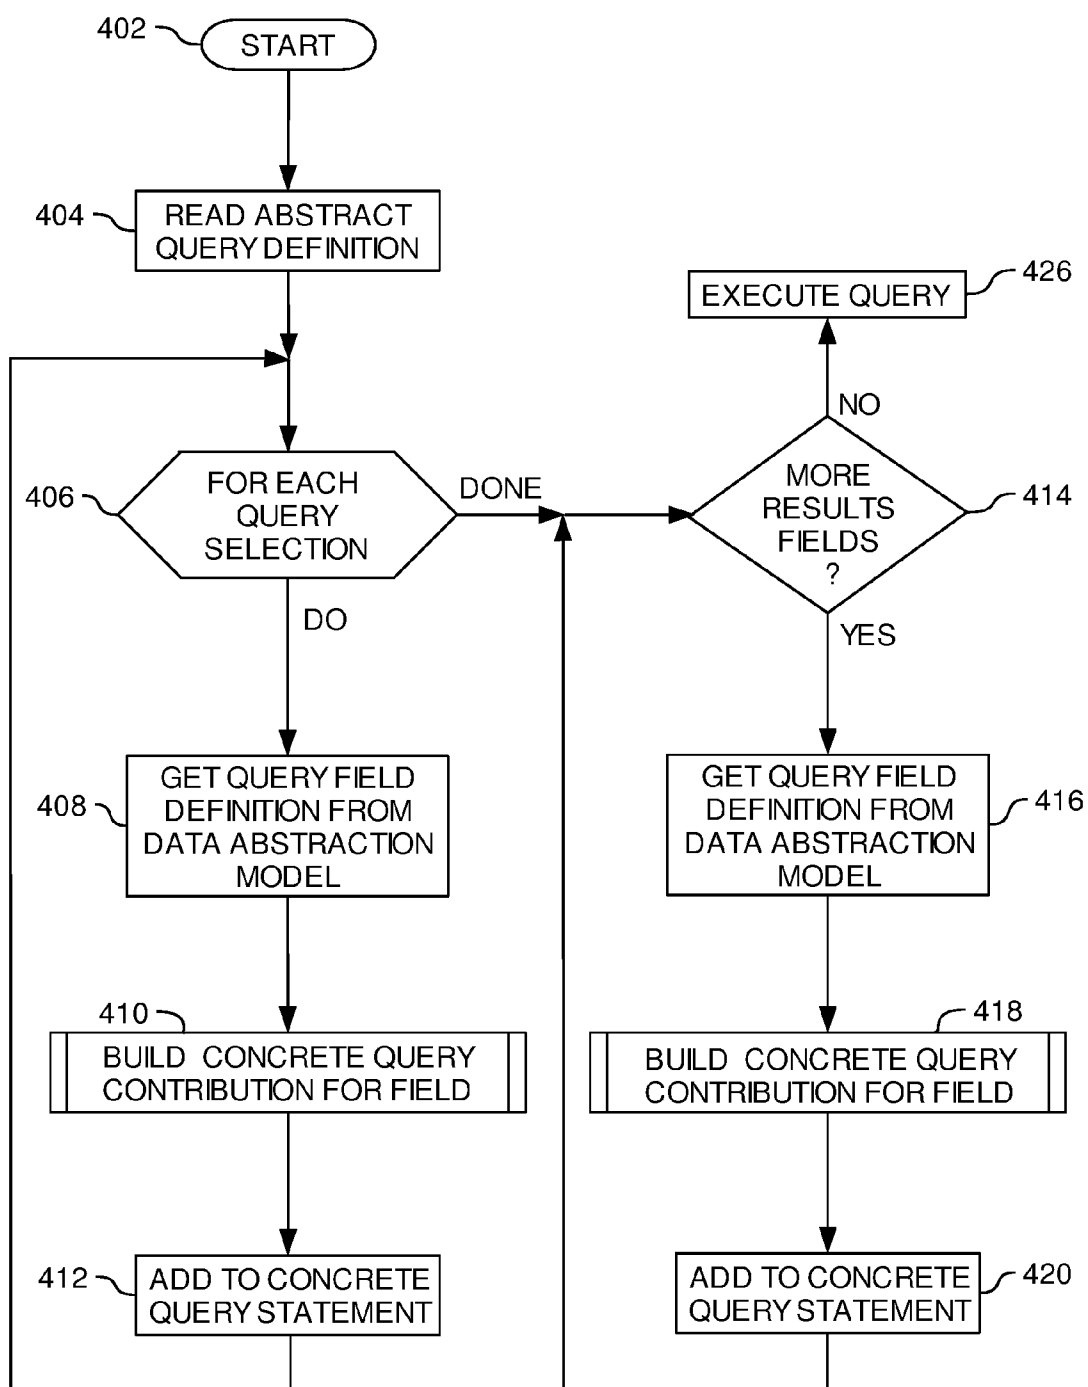 402
START
404
READ ABSTRACT
QUERY DEFINITION
406
FOR EACH
QUERY
SELECTION
DONE
DO
408
GET QUERY FIELD
DEFINITION FROM
DATA ABSTRACTION
MODEL
410
BUILD CONCRETE QUERY
CONTRIBUTION FOR FIELD
412
ADD TO CONCRETE
QUERY STATEMENT
EXECUTE QUERY
426
NO
MORE
RESULTS
FIELDS
?
414
YES
GET QUERY FIELD
DEFINITION FROM
DATA ABSTRACTION
MODEL
416
418
BUILD CONCRETE QUERY
CONTRIBUTION FOR FIELD
ADD TO CONCRETE
QUERY STATEMENT
420